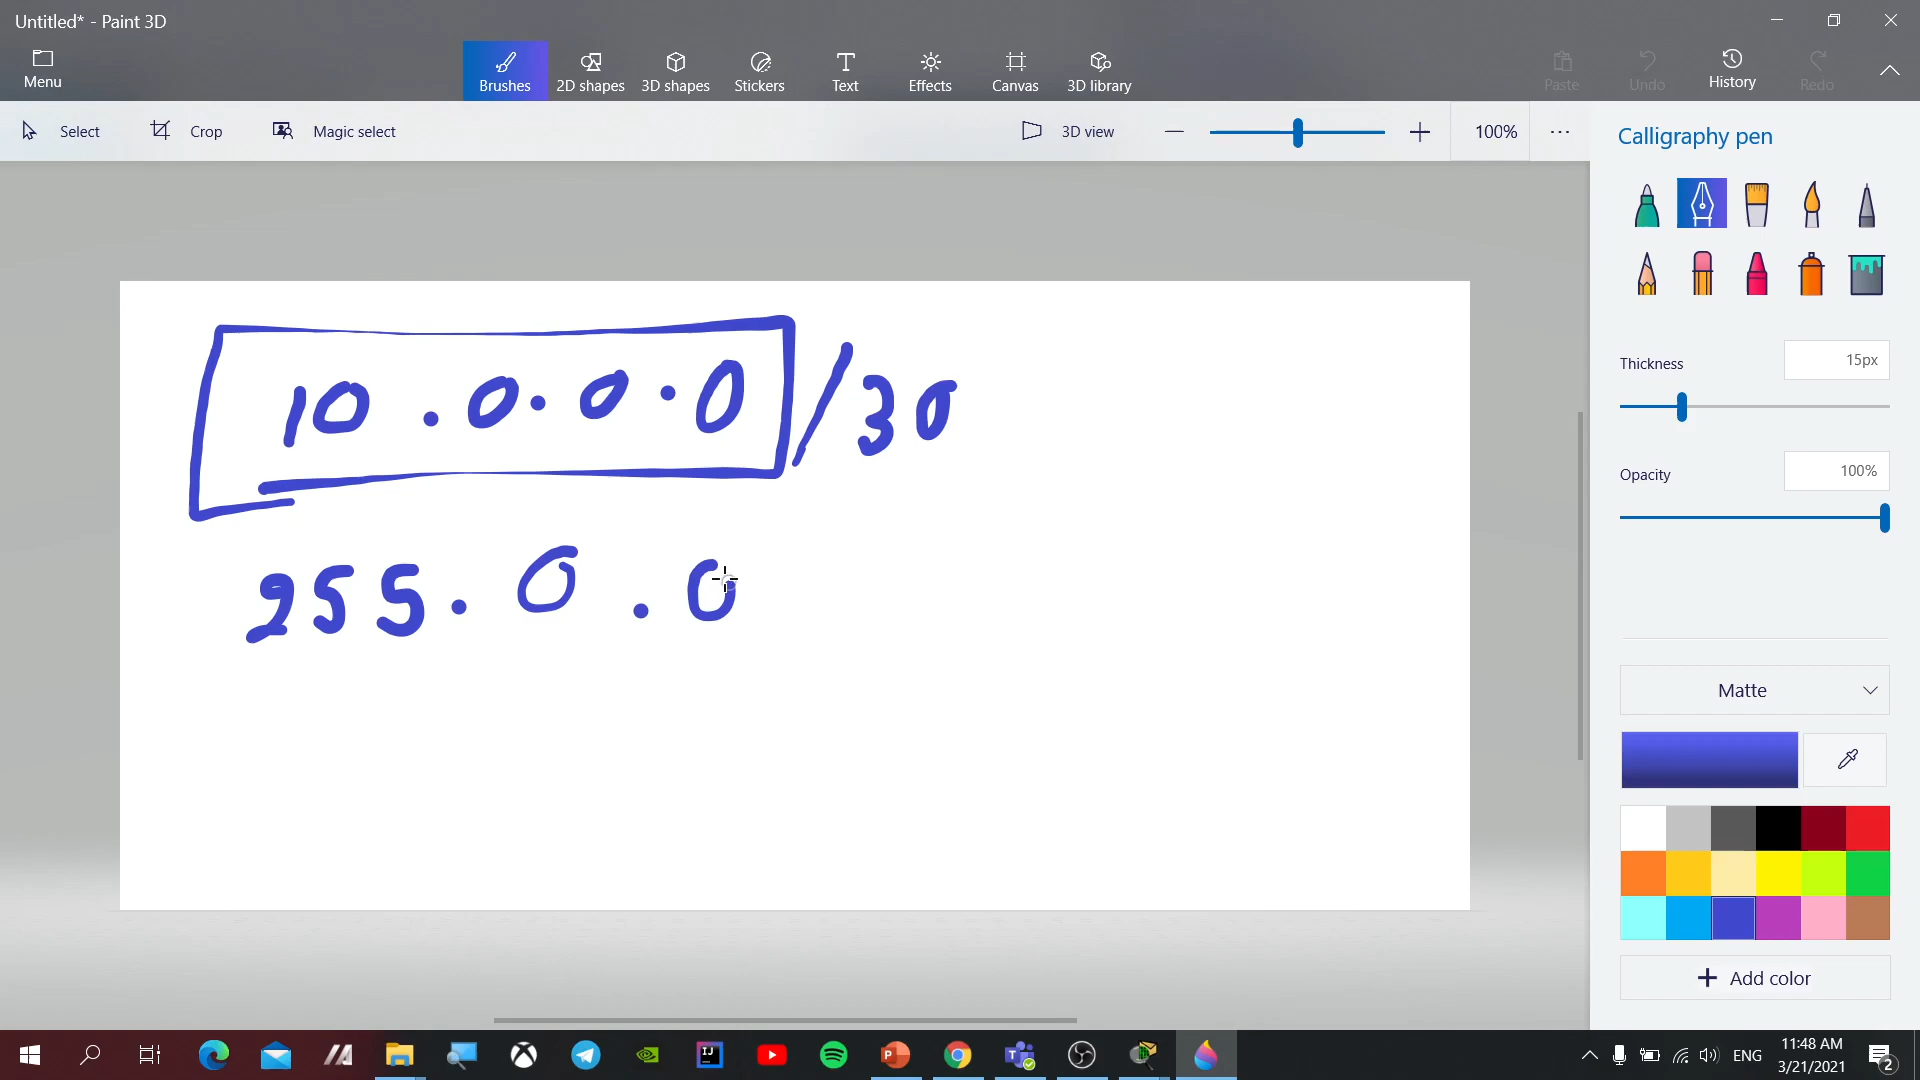 Untitled* - Paint 3D
Menu
Brushes 2D shapes 3D shapes Stickers Text Effects Canvas 3D library Paste Undo History Redo
Select Crop Magic select 3D view 100% ...
Calligraphy pen
Thickness 15px
Opacity 100%
Matte
Add color
10.0.0.0/30
255.0.0
ENG 11:48 AM
3/21/2021
2